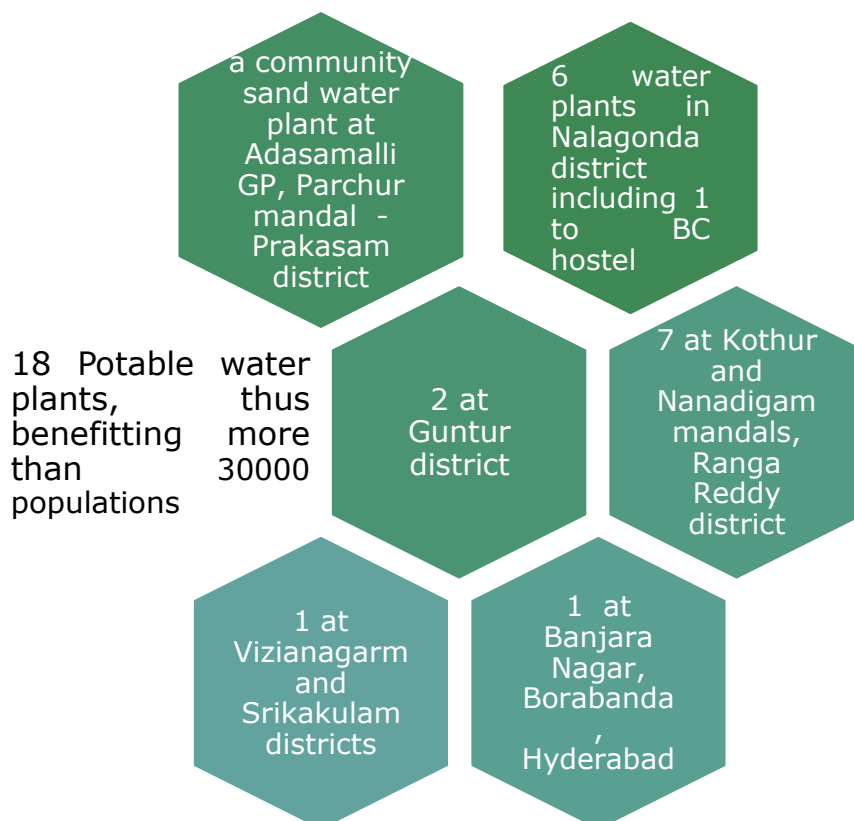 a community
sand water
plant at
Adasamalli
GP, Parchur
mandal -
Prakasam
district
6 water
plants in
Nalagonda
district
including 1
to BC
hostel
18 Potable water
plants, thus
benefitting more
than 30000
populations
2 at
Guntur
district
7 at Kothur
and
Nanadigam
mandals,
Ranga
Reddy
district
1 at
Vizianagarm
and
Srikakulam
districts
1 at
Banjara
Nagar,
Borabanda
,
Hyderabad